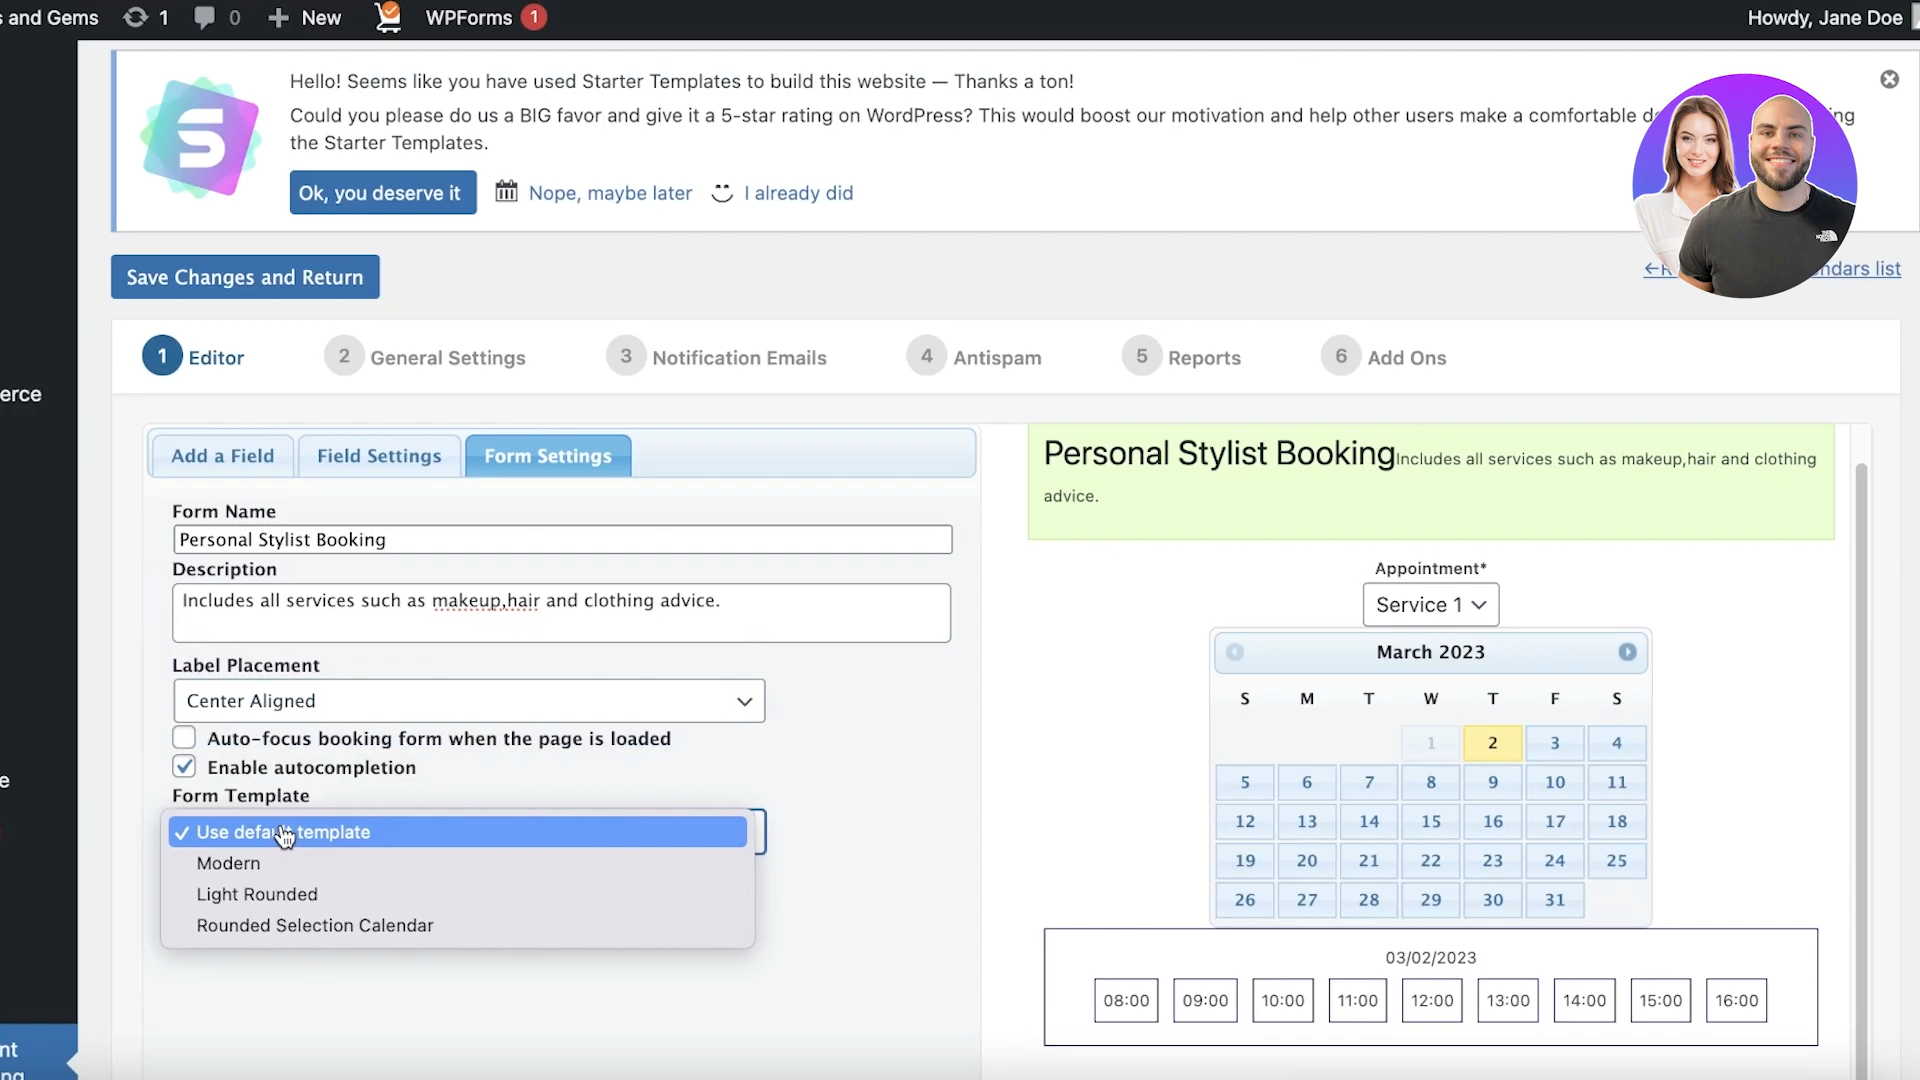 s and Gems 1 0 New WPForms 1 Howdy, Jane Doe
Hello! Seems like you have used Starter Templates to build this website — Thanks a ton!
Could you please do us a BIG favor and give it a 5-star rating on WordPress? This would boost our motivation and help other users make a comfortable
the Starter Templates.
Ok, you deserve it Nope, maybe later I already did
Save Changes and Return
ndars list
1 Editor 2 General Settings 3 Notification Emails 4 Antispam 5 Reports 6 Add Ons
erce
Add a Field Field Settings Form Settings
Form Name
Personal Stylist Booking
Description
Includes all services such as makeup,hair and clothing advice.
Label Placement
Center Aligned
Auto-focus booking form when the page is loaded
Enable autocompletion
Form Template
Use default template
Modern
Light Rounded
Rounded Selection Calendar
Personal Stylist Booking Includes all services such as makeup,hair and clothing
advice.
Appointment*
Service 1
March 2023
S M T W T F S
1 2 3 4
5 6 7 8 9 10 11
12 13 14 15 16 17 18
19 20 21 22 23 24 25
26 27 28 29 30 31
03/02/2023
08:00 09:00 10:00 11:00 12:00 13:00 14:00 15:00 16:00